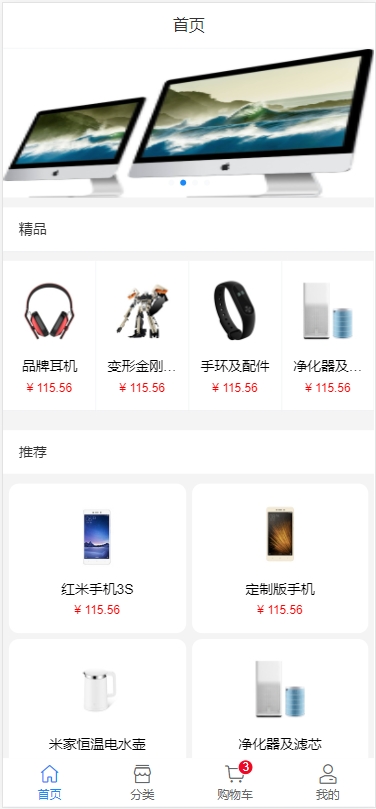 首页
精品
品牌耳机
变形金刚...
手环及配件
净化器及...
¥ 115.56
¥ 115.56
¥ 115.56
¥ 115.56
推荐
红米手机3S
定制版手机
¥ 115.56
¥ 115.56
米家恒温电水壶
净化器及滤芯
3
首页
分类
购物车
我的